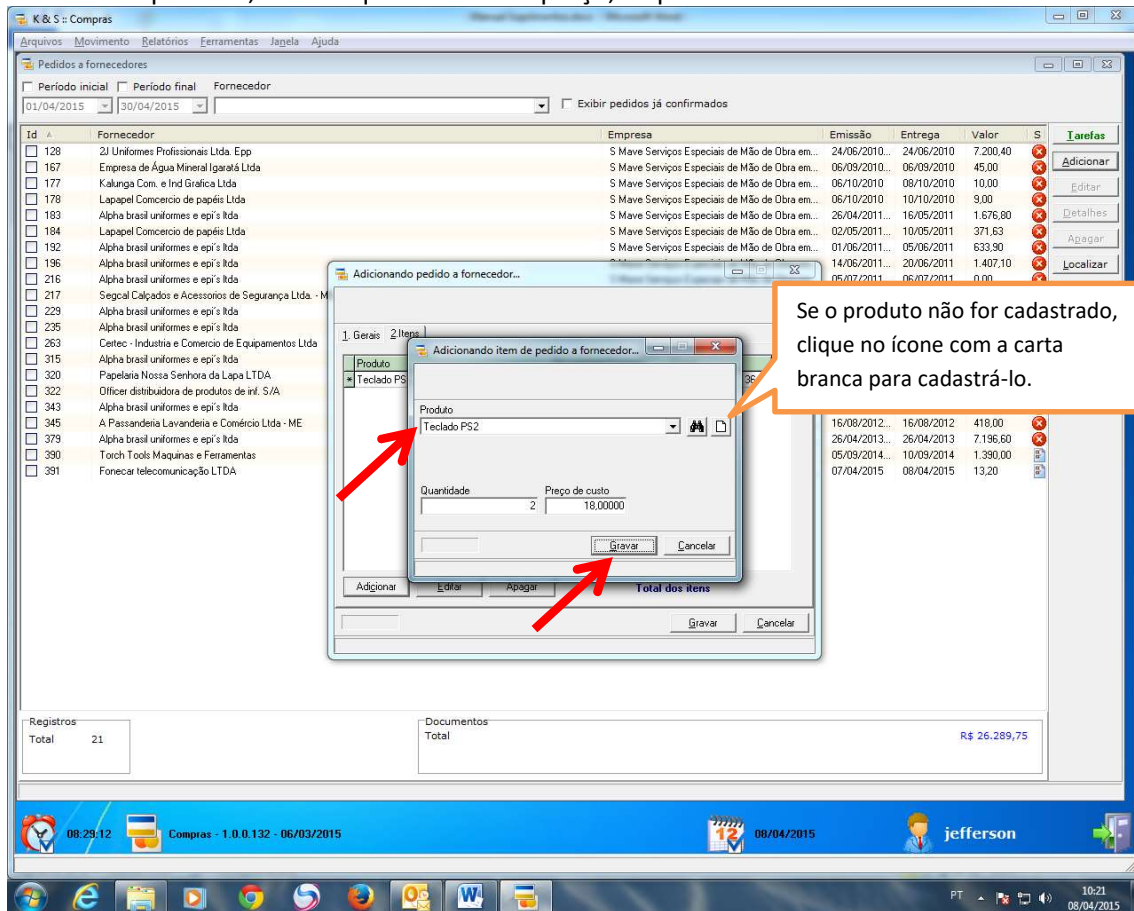 K & S :: Compras
Arquivos Movimento Relatórios Ferramentas Janela Ajuda
Pedidos a fornecedores
Período inicial Período final Fornecedor
01/04/2015 30/04/2015 Exibir pedidos já confirmados
Id Fornecedor Empresa Emissão Entrega Valor S Tarefas
128 2J Uniformes Profissionais Ltda. Epp S Mave Serviços Especiais de Mão de Obra em... 24/06/2010... 24/06/2010 7.200,40
167 Empresa de Água Mineral Igaratá Ltda S Mave Serviços Especiais de Mão de Obra em... 06/09/2010... 06/09/2010 45,00 Adicionar
177 Kalunga Com. e Ind Grafica Ltda S Mave Serviços Especiais de Mão de Obra em... 06/10/2010 08/10/2010 10,00 Editar
178 Lapapel Comcercio de papéis Ltda S Mave Serviços Especiais de Mão de Obra em... 06/10/2010 10/10/2010 9,00
183 Alpha brasil uniformes e epi's ltda S Mave Serviços Especiais de Mão de Obra em... 26/04/2011... 16/05/2011 1.676,80 Detalhes
184 Lapapel Comcercio de papéis Ltda S Mave Serviços Especiais de Mão de Obra em... 02/05/2011... 10/05/2011 371,63
192 Alpha brasil uniformes e epi's ltda S Mave Serviços Especiais de Mão de Obra em... 01/06/2011... 05/06/2011 633,90 Apagar
196 Alpha brasil uniformes e epi's ltda 14/06/2011... 20/06/2011 1.407,10 Localizar
216 Alpha brasil uniformes e epi's ltda 05/07/2011 06/07/2011 0,00
217 Segcal Calçados e Acessorios de Segurança Ltda. - M
229 Alpha brasil uniformes e epi's ltda
235 Alpha brasil uniformes e epi's ltda
263 Certec - Industria e Comercio de Equipamentos Ltda
315 Alpha brasil uniformes e epi's ltda
320 Papelaria Nossa Senhora da Lapa LTDA
322 Officer distribuidora de produtos de inf. S/A
343 Alpha brasil uniformes e epi's ltda
345 A Passanderia Lavanderia e Comércio Ltda - ME 16/08/2012... 16/08/2012 418,00
379 Alpha brasil uniformes e epi's ltda 26/04/2013... 26/04/2013 7.196,60
390 Torch Tools Maquinas e Ferramentas 05/09/2014... 10/09/2014 1.390,00
391 Fonecar telecomunicação LTDA 07/04/2015 08/04/2015 13,20
Adicionando pedido a fornecedor...
1. Gerais 2 Itens
Produto
Teclado PS 36
Adicionando item de pedido a fornecedor...
Produto
Teclado PS2
Quantidade Preço de custo
2 18,00000
Gravar Cancelar
Adicionar Editar Apagar Total dos itens
Gravar Cancelar
Se o produto não for cadastrado,
clique no ícone com a carta
branca para cadastrá-lo.
Registros
Total 21
Documentos
Total R$ 26.289,75
08:29:12 Compras - 1.0.0.132 - 06/03/2015 12 08/04/2015 jefferson
PT 10:21
08/04/2015